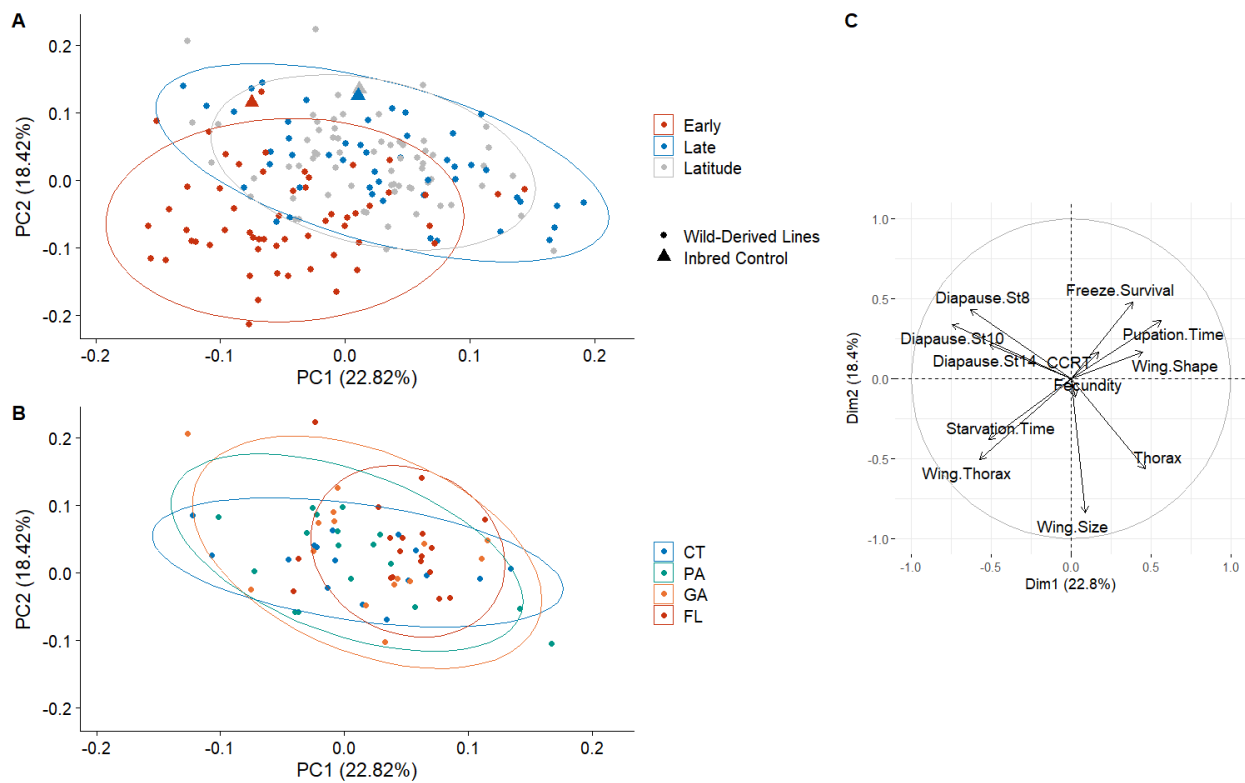 A
0.2
0.1
0.0
-0.1
-0.2
PC2 (18.42%)
-0.2
-0.1
0.0
0.1
0.2
PC1 (22.82%)
Early
Late
Latitude
Wild-Derived Lines
Inbred Control
B
0.2
0.1
0.0
-0.1
-0.2
PC2 (18.42%)
-0.2
-0.1
0.0
0.1
0.2
PC1 (22.82%)
CT
PA
GA
FL
C
1.0
0.5
0.0
-0.5
-1.0
Dim2 (18.4%)
Diapause.St8
Freeze.Survival
Diapause.St10
Pupation.Time
Diapause.St14
CCRT
Wing.Shape
Fecundity
Starvation.Time
Wing.Thorax
Thorax
Wing.Size
-1.0
-0.5
0.0
0.5
1.0
Dim1 (22.8%)